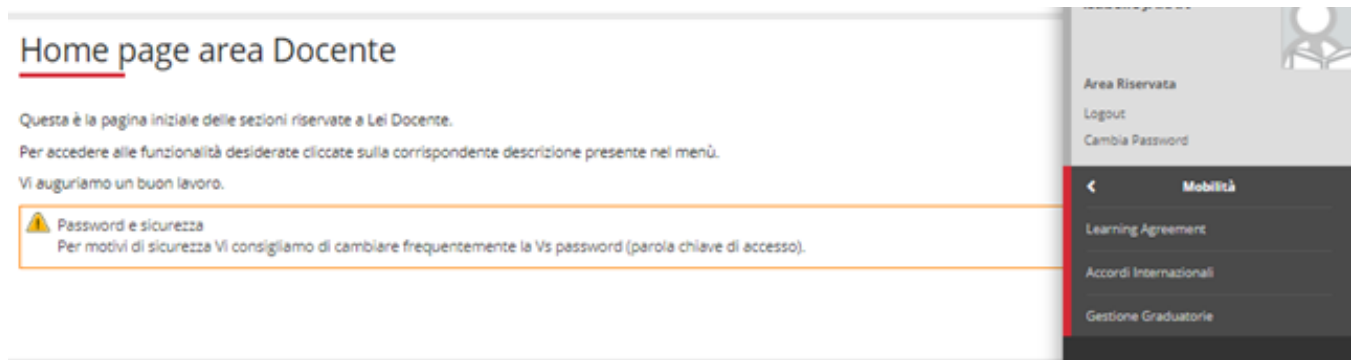 Home page area Docente
Questa è la pagina iniziale delle sezioni riservate a Lei Docente.
Per accedere alle funzionalità desiderate cliccate sulla corrispondente descrizione presente nel menù.
Vi auguriamo un buon lavoro.
Password e sicurezza
Per motivi di sicurezza Vi consigliamo di cambiare frequentemente la Vs password (parola chiave di accesso).
Area Riservata
Logout
Cambia Password
Mobilità
Learning Agreement
Accordi Internazionali
Gestione Graduatorie